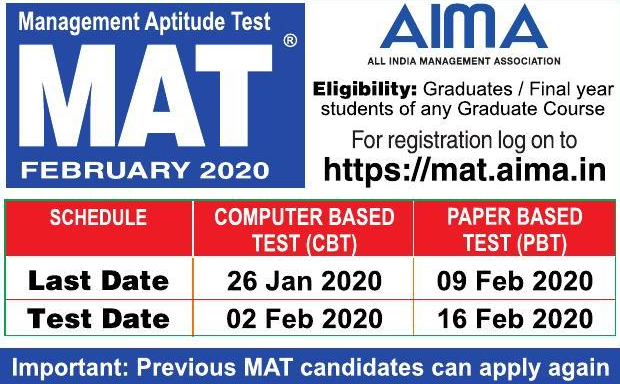 Management Aptitude Test
MAT®
FEBRUARY 2020
AIMA
ALL INDIA MANAGEMENT ASSOCIATION
Eligibility: Graduates / Final year
students of any Graduate Course
For registration log on to
https://mat.aima.in
SCHEDULE COMPUTER BASED TEST (CBT) PAPER BASED TEST (PBT)
Last Date 26 Jan 2020 09 Feb 2020
Test Date 02 Feb 2020 16 Feb 2020
Important: Previous MAT candidates can apply again